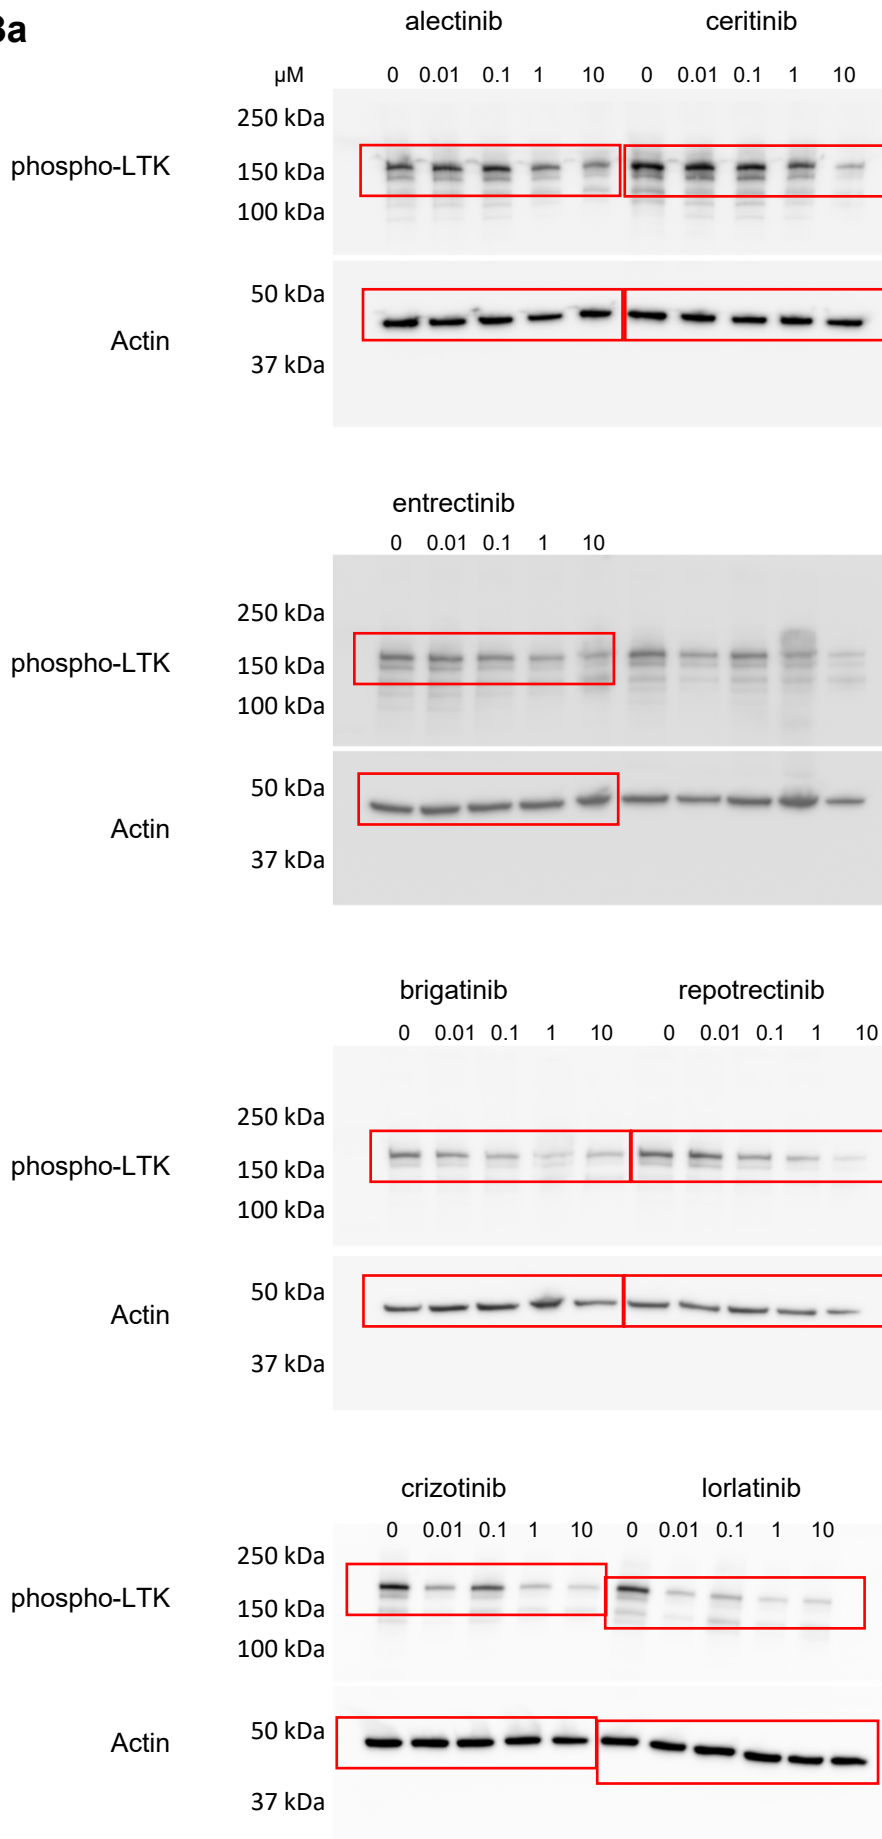 3a
alectinib ceritinib
µM 0 0.01 0.1 1 10 0 0.01 0.1 1 10
250 kDa
phospho-LTK 150 kDa
100 kDa
50 kDa
Actin
37 kDa
entrectinib
0 0.01 0.1 1 10
250 kDa
phospho-LTK 150 kDa
100 kDa
50 kDa
Actin
37 kDa
brigatinib repotrectinib
0 0.01 0.1 1 10 0 0.01 0.1 1 10
250 kDa
phospho-LTK 150 kDa
100 kDa
50 kDa
Actin
37 kDa
crizotinib lorlatinib
0 0.01 0.1 1 10 0 0.01 0.1 1 10
250 kDa
phospho-LTK 150 kDa
100 kDa
50 kDa
Actin
37 kDa